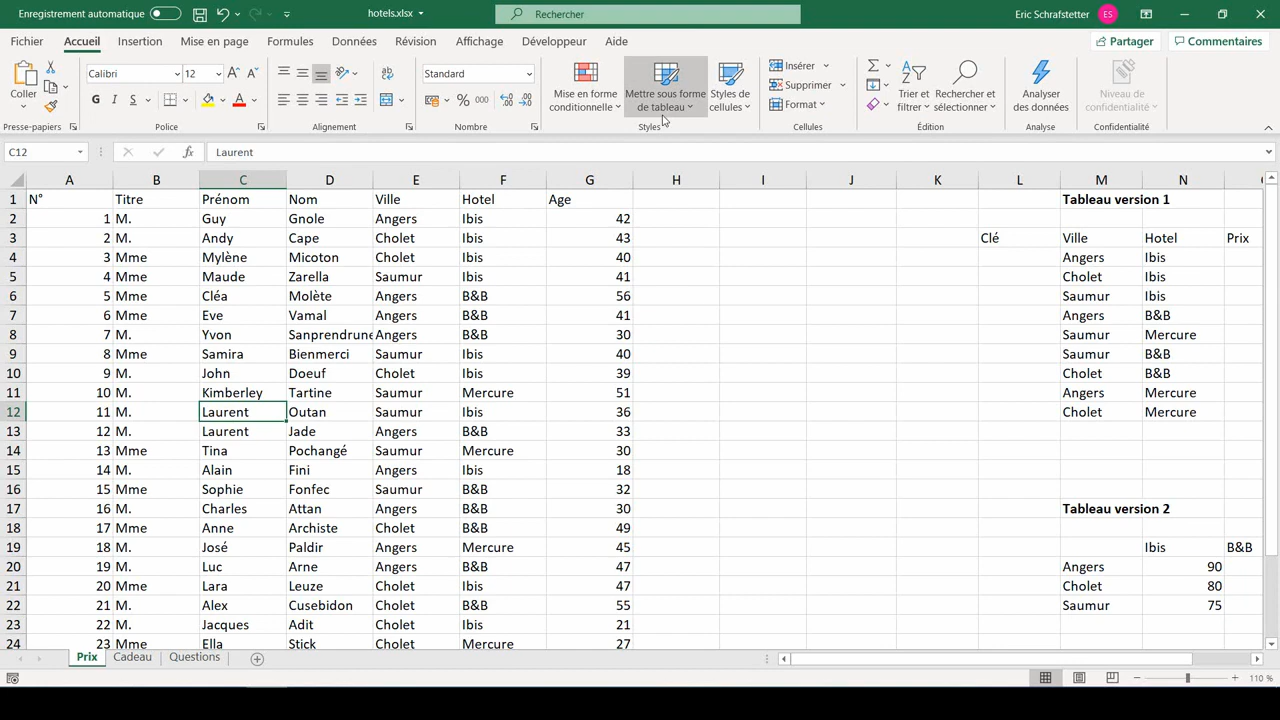 Enregistrement automatique
hotels.xlsx
Rechercher
Eric Schrafstetter ES
Fichier Accueil Insertion Mise en page Formules Données Révision Affichage Développeur Aide Partager Commentaires
Coller
Calibri 12
G I S
Standard
% 000
Mise en forme conditionnelle
Mettre sous forme de tableau
Styles de cellules
Insérer
Supprimer
Format
Trier et filtrer
Rechercher et sélectionner
Analyser des données
Niveau de confidentialité
Presse-papiers Police Alignement Nombre Styles Cellules Édition Analyse Confidentialité
C12 fx Laurent
A B C D E F G H I J K L M N
1 N° Titre Prénom Nom Ville Hotel Age Tableau version 1
2 1 M. Guy Gnole Angers Ibis 42
3 2 M. Andy Cape Cholet Ibis 43 Clé Ville Hotel Prix
4 3 Mme Mylène Micoton Cholet Ibis 40 Angers Ibis
5 4 Mme Maude Zarella Saumur Ibis 41 Cholet Ibis
6 5 Mme Cléa Molète Angers B&B 56 Saumur Ibis
7 6 Mme Eve Vamal Angers B&B 41 Angers B&B
8 7 M. Yvon Sanprendrune Angers B&B 30 Saumur Mercure
9 8 Mme Samira Bienmerci Saumur Ibis 40 Saumur B&B
10 9 M. John Doeuf Cholet Ibis 39 Cholet B&B
11 10 M. Kimberley Tartine Saumur Mercure 51 Angers Mercure
12 11 M. Laurent Outan Saumur Ibis 36 Cholet Mercure
13 12 M. Laurent Jade Angers B&B 33
14 13 Mme Tina Pochangé Saumur Mercure 30
15 14 M. Alain Fini Angers Ibis 18
16 15 Mme Sophie Fonfec Saumur B&B 32
17 16 M. Charles Attan Angers B&B 30 Tableau version 2
18 17 Mme Anne Archiste Cholet B&B 49
19 18 M. José Paldir Angers Mercure 45 Ibis B&B
20 19 M. Luc Arne Angers B&B 47 Angers 90
21 20 Mme Lara Leuze Cholet Ibis 47 Cholet 80
22 21 M. Alex Cusebidon Cholet B&B 55 Saumur 75
23 22 M. Jacques Adit Cholet Ibis 21
24 23 Mme Ella Stick Cholet Mercure 27
Prix Cadeau Questions
110 %